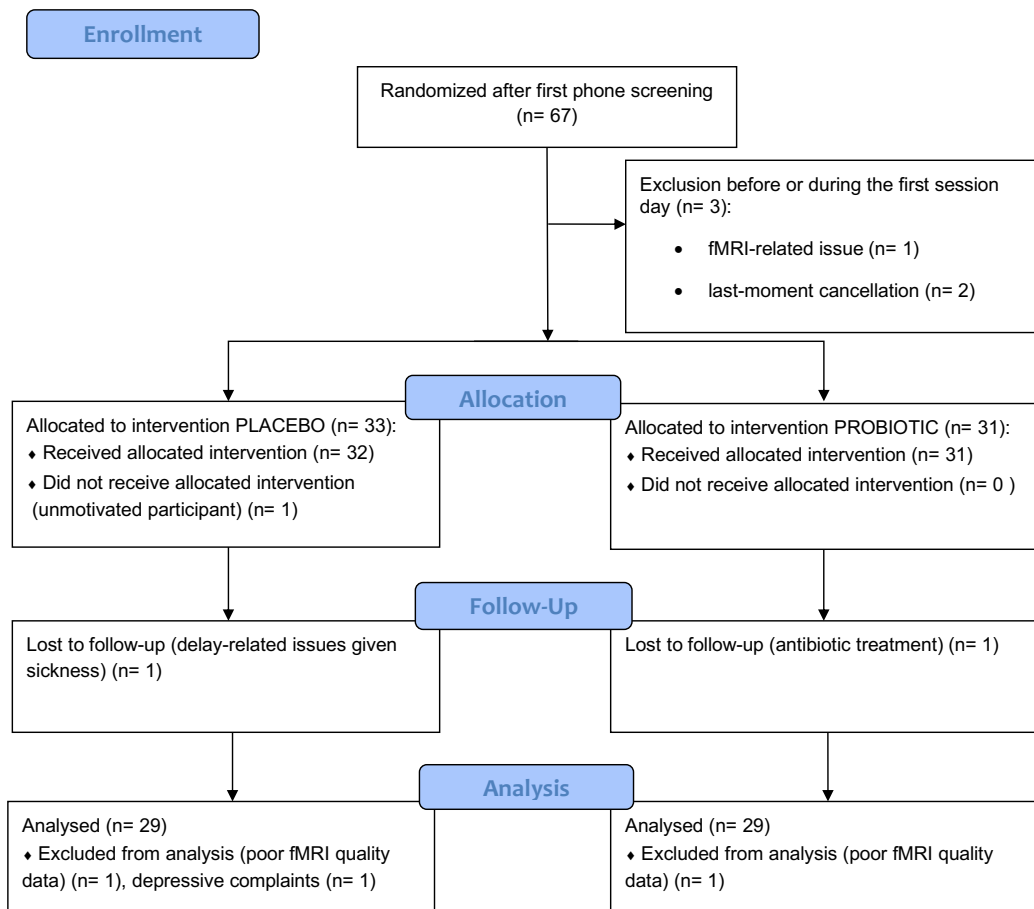 Enrollment
Randomized after first phone screening
(n= 67)
Exclusion before or during the first session
day (n= 3):
• fMRI-related issue (n= 1)
• last-moment cancellation (n= 2)
Allocation
Allocated to intervention PLACEBO (n= 33):
♦ Received allocated intervention (n= 32)
♦ Did not receive allocated intervention
(unmotivated participant) (n= 1)
Allocated to intervention PROBIOTIC (n= 31):
♦ Received allocated intervention (n= 31)
♦ Did not receive allocated intervention (n= 0 )
Follow-Up
Lost to follow-up (delay-related issues given
sickness) (n= 1)
Lost to follow-up (antibiotic treatment) (n= 1)
Analysis
Analysed (n= 29)
♦ Excluded from analysis (poor fMRI quality
data) (n= 1), depressive complaints (n= 1)
Analysed (n= 29)
♦ Excluded from analysis (poor fMRI quality
data) (n= 1)